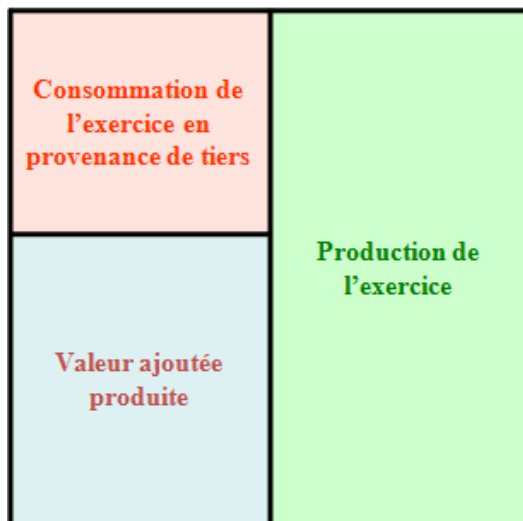 Consommation de
l’exercice en
provenance de tiers
Production de
l’exercice
Valeur ajoutée
produite